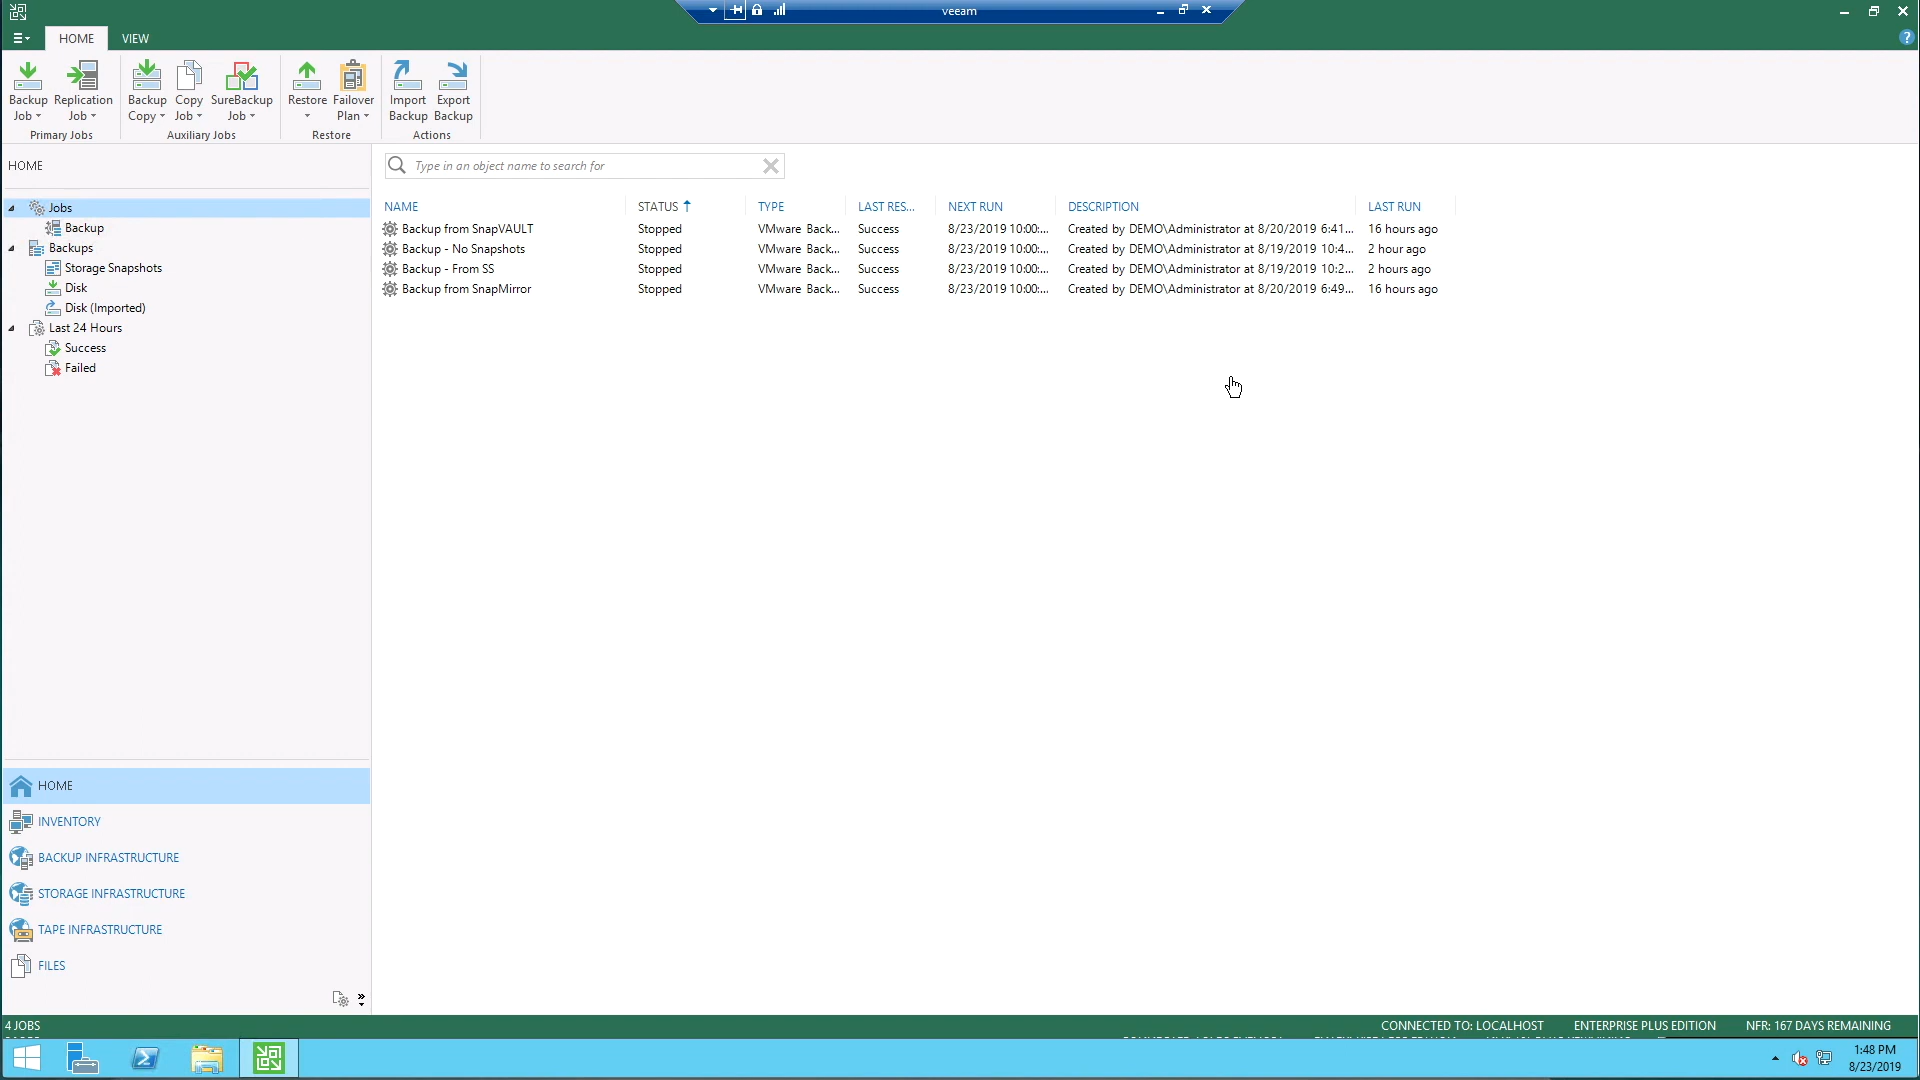 veeam
HOME VIEW
Backup Job
Replication Job
Backup Copy
Copy Job
SureBackup Job
Restore
Failover Plan
Import Backup
Export Backup
Primary Jobs
Auxiliary Jobs
Restore
Actions
HOME
Type in an object name to search for
Jobs
Backup
Backups
Storage Snapshots
Disk
Disk (Imported)
Last 24 Hours
Success
Failed
NAME STATUS TYPE LAST RES... NEXT RUN DESCRIPTION LAST RUN
Backup from SnapVAULT Stopped VMware Back... Success 8/23/2019 10:00:... Created by DEMO\Administrator at 8/20/2019 6:41... 16 hours ago
Backup - No Snapshots Stopped VMware Back... Success 8/23/2019 10:00:... Created by DEMO\Administrator at 8/19/2019 10:4... 2 hour ago
Backup - From SS Stopped VMware Back... Success 8/23/2019 10:00:... Created by DEMO\Administrator at 8/19/2019 10:2... 2 hours ago
Backup from SnapMirror Stopped VMware Back... Success 8/23/2019 10:00:... Created by DEMO\Administrator at 8/20/2019 6:49... 16 hours ago
HOME
INVENTORY
BACKUP INFRASTRUCTURE
STORAGE INFRASTRUCTURE
TAPE INFRASTRUCTURE
FILES
4 JOBS
CONNECTED TO: LOCALHOST ENTERPRISE PLUS EDITION NFR: 167 DAYS REMAINING
1:48 PM
8/23/2019